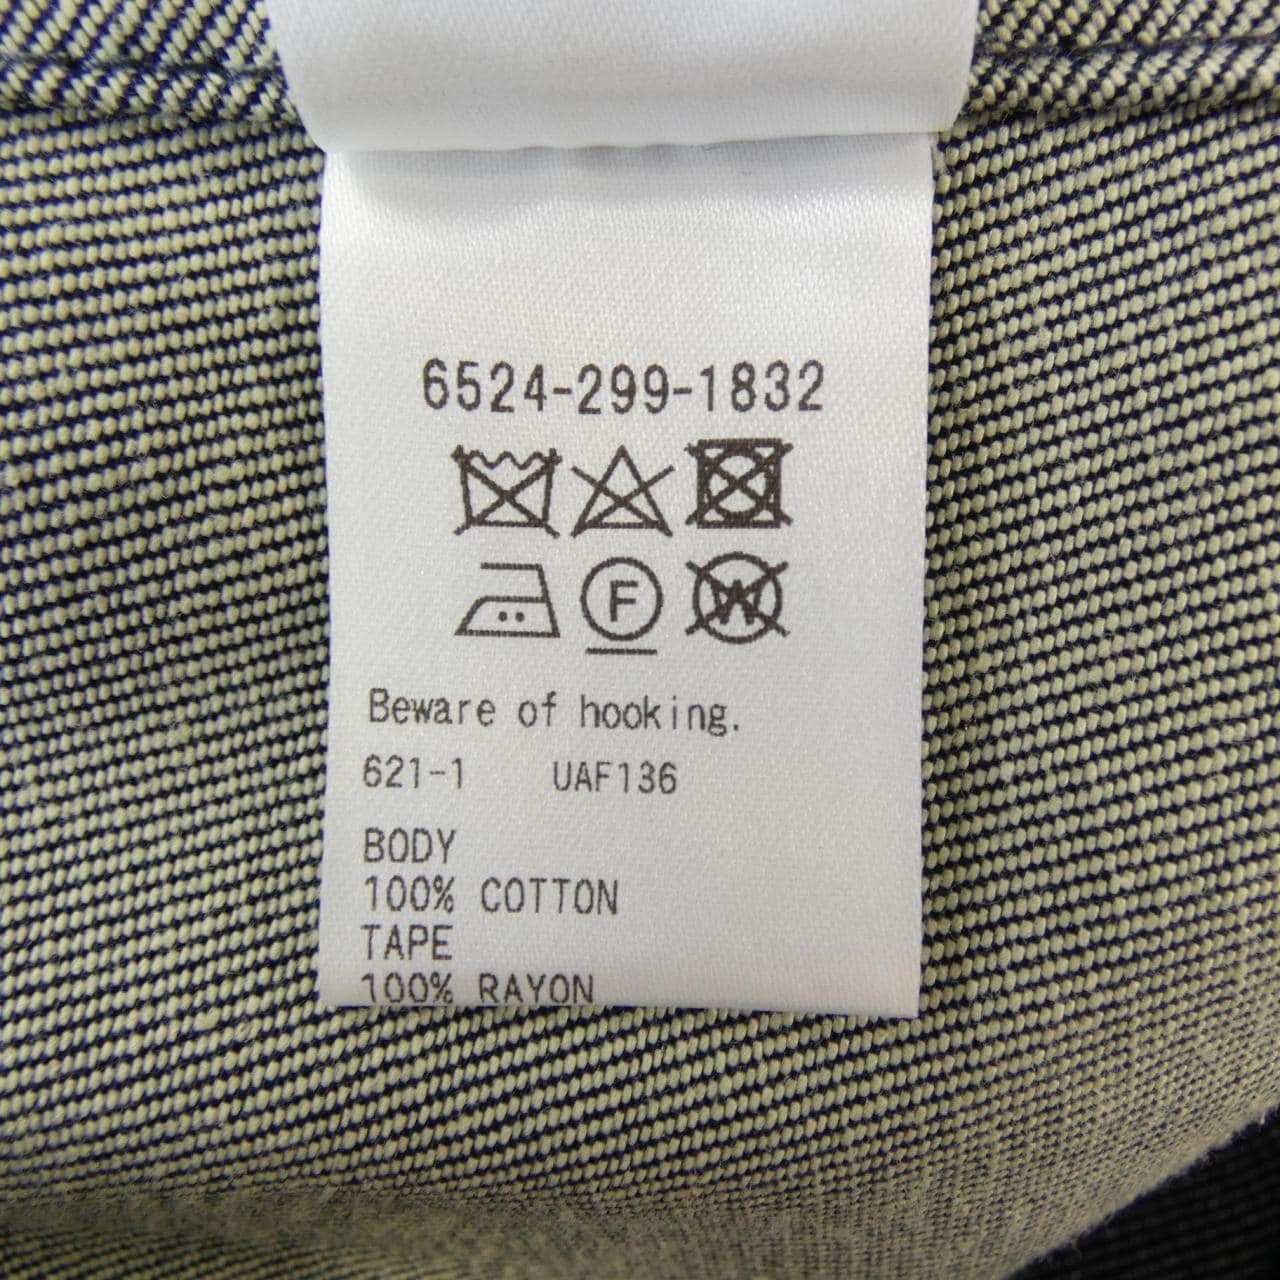 6524-299-1832
F W
Beware of hooking.
621-1 UAF136
BODY
100% COTTON
TAPE
100% RAYON